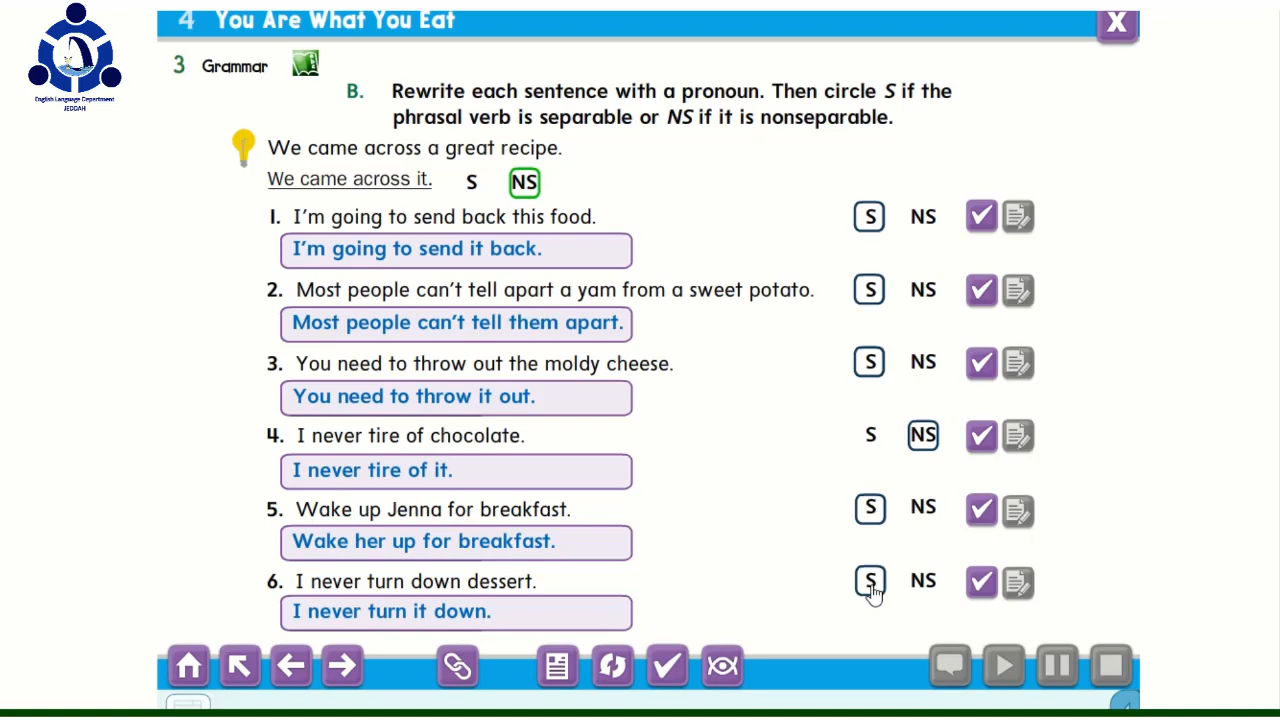 4 You Are What You Eat
X
English Language Department
JEDDAH
3 Grammar
B. Rewrite each sentence with a pronoun. Then circle S if the
phrasal verb is separable or NS if it is nonseparable.
We came across a great recipe.
We came across it. S NS
1. I'm going to send back this food. S NS
I'm going to send it back.
2. Most people can't tell apart a yam from a sweet potato. S NS
Most people can't tell them apart.
3. You need to throw out the moldy cheese. S NS
You need to throw it out.
4. I never tire of chocolate. S NS
I never tire of it.
5. Wake up Jenna for breakfast. S NS
Wake her up for breakfast.
6. I never turn down dessert. S NS
I never turn it down.